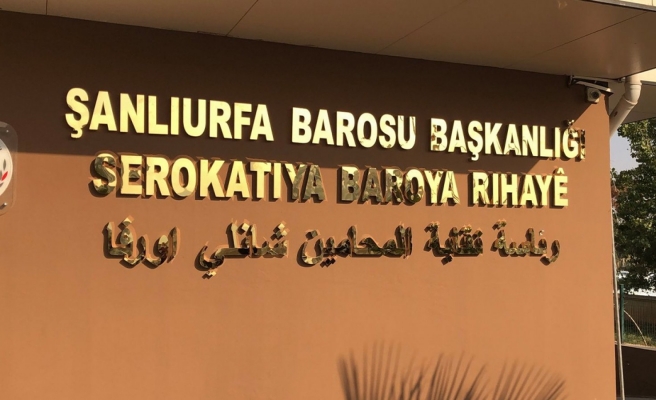 ŞANLIURFA BAROSU BAŞKANLIĞI
SEROKATIYA BAROYA RIHAYÊ
رئاسة نقابة المحامين شانلي اورفا